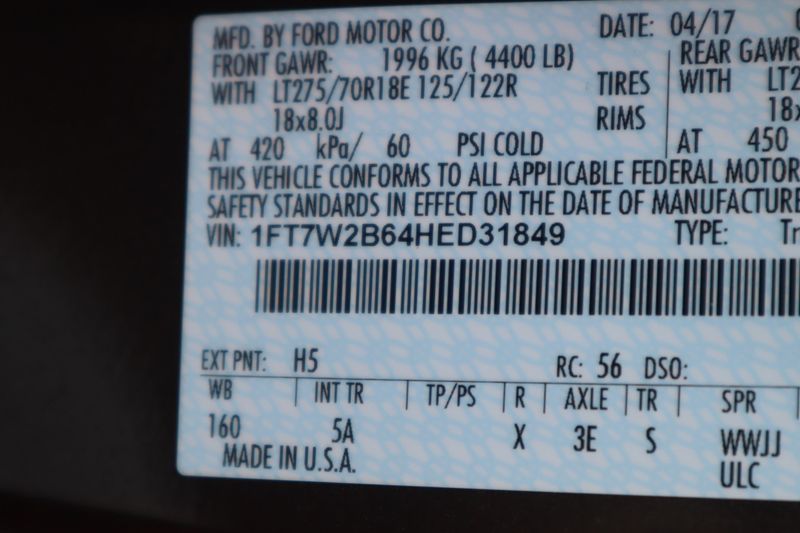 MFD. BY FORD MOTOR CO. DATE: 04/17
FRONT GAWR: 1996 KG ( 4400 LB) REAR GAWR
WITH LT275/70R18E 125/122R TIRES WITH LT2
18x8.0J RIMS 18x
AT 420 kPa/ 60 PSI COLD AT 450
THIS VEHICLE CONFORMS TO ALL APPLICABLE FEDERAL MOTOR
SAFETY STANDARDS IN EFFECT ON THE DATE OF MANUFACTURE
VIN: 1FT7W2B64HED31849 TYPE: Tr
EXT PNT: H5 RC: 56 DSO:
WB INT TR TP/PS R AXLE TR SPR
160 5A X 3E S WWJJ
MADE IN U.S.A. ULC